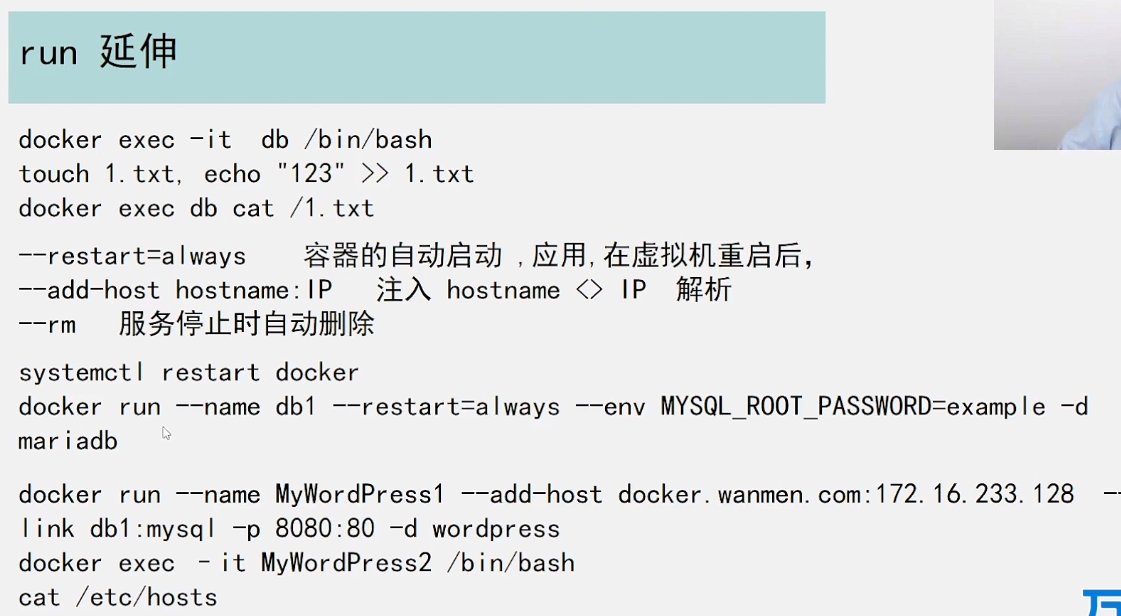 run 延伸
docker exec -it  db /bin/bash
touch 1.txt, echo "123" >> 1.txt
docker exec db cat /1.txt
--restart=always    容器的自动启动 ,应用,在虚拟机重启后，
--add-host hostname:IP   注入 hostname <> IP  解析
--rm   服务停止时自动删除
systemctl restart docker
docker run --name db1 --restart=always --env MYSQL_ROOT_PASSWORD=example -d
mariadb
docker run --name MyWordPress1 --add-host docker.wanmen.com:172.16.233.128  --
link db1:mysql -p 8080:80 -d wordpress
docker exec -it MyWordPress2 /bin/bash
cat /etc/hosts